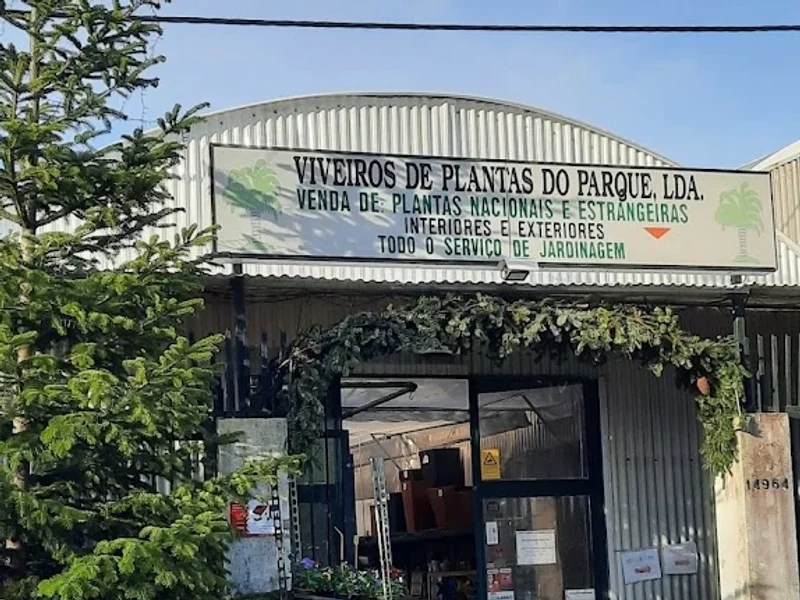 VIVEIROS DE PLANTAS DO PARQUE, LDA.
VENDA DE: PLANTAS NACIONAIS E ESTRANGEIRAS
INTERIORES E EXTERIORES
TODO O SERVIÇO DE JARDINAGEM
14964